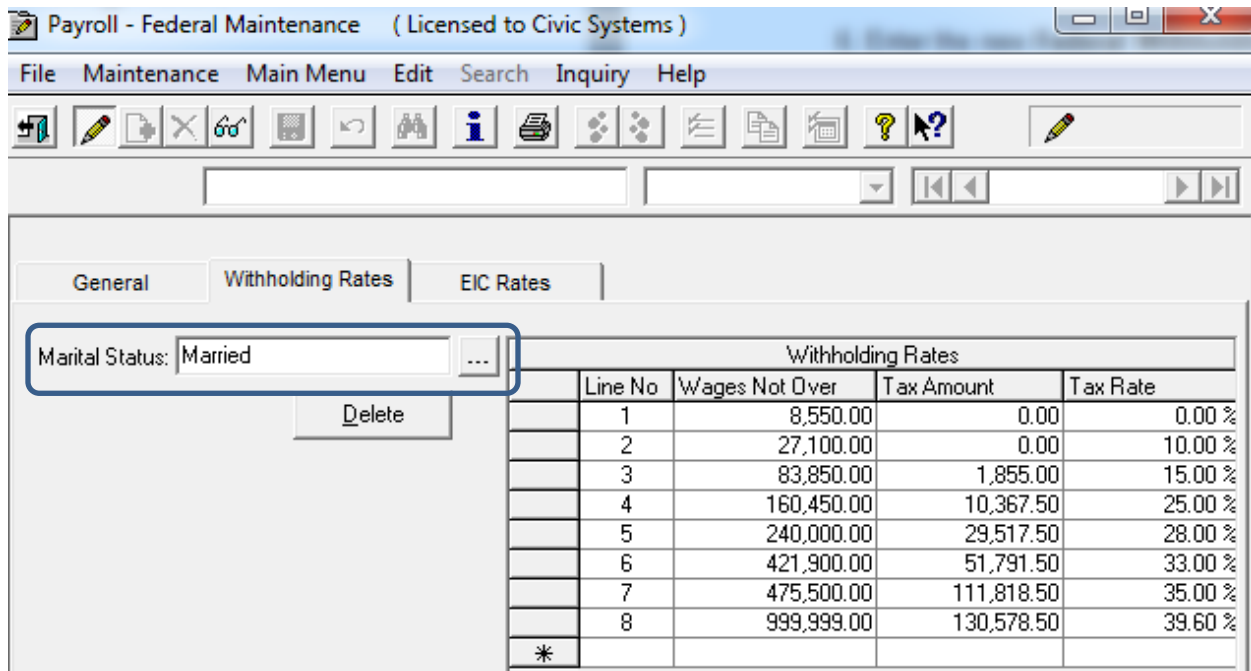 Payroll - Federal Maintenance ( Licensed to Civic Systems )
File Maintenance Main Menu Edit Search Inquiry Help
General Withholding Rates EIC Rates
Marital Status: Married ...
Delete
Withholding Rates
Line No Wages Not Over Tax Amount Tax Rate
1 8,550.00 0.00 0.00 %
2 27,100.00 0.00 10.00 %
3 83,850.00 1,855.00 15.00 %
4 160,450.00 10,367.50 25.00 %
5 240,000.00 29,517.50 28.00 %
6 421,900.00 51,791.50 33.00 %
7 475,500.00 111,818.50 35.00 %
8 999,999.00 130,578.50 39.60 %
*